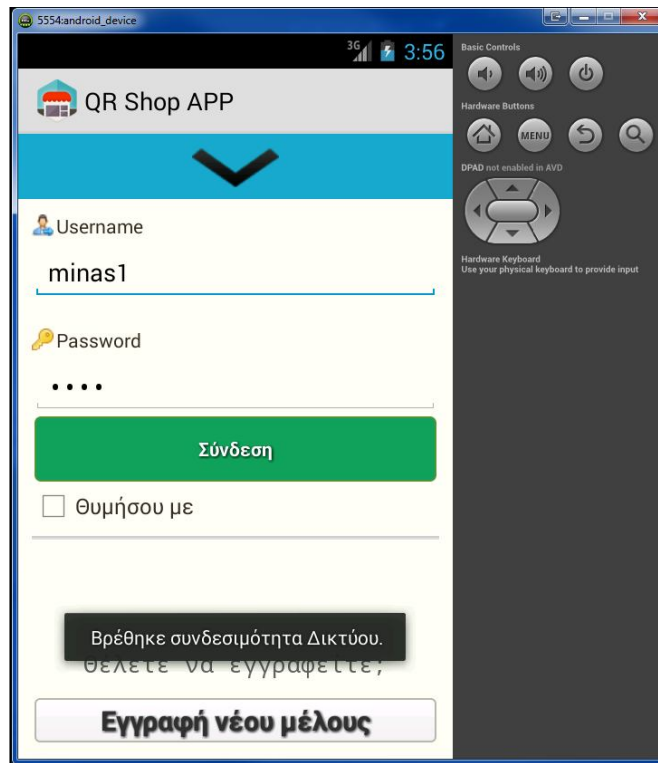 5554:android_device
3G 3:56
QR Shop APP
Username
minas1
Password
••••
Σύνδεση
Θυμήσου με
Βρέθηκε συνδεσιμότητα Δικτύου.
Θέλετε να εγγραφείτε;
Εγγραφή νέου μέλους
Basic Controls
Hardware Buttons
MENU
DPAD not enabled in AVD
Hardware Keyboard
Use your physical keyboard to provide input